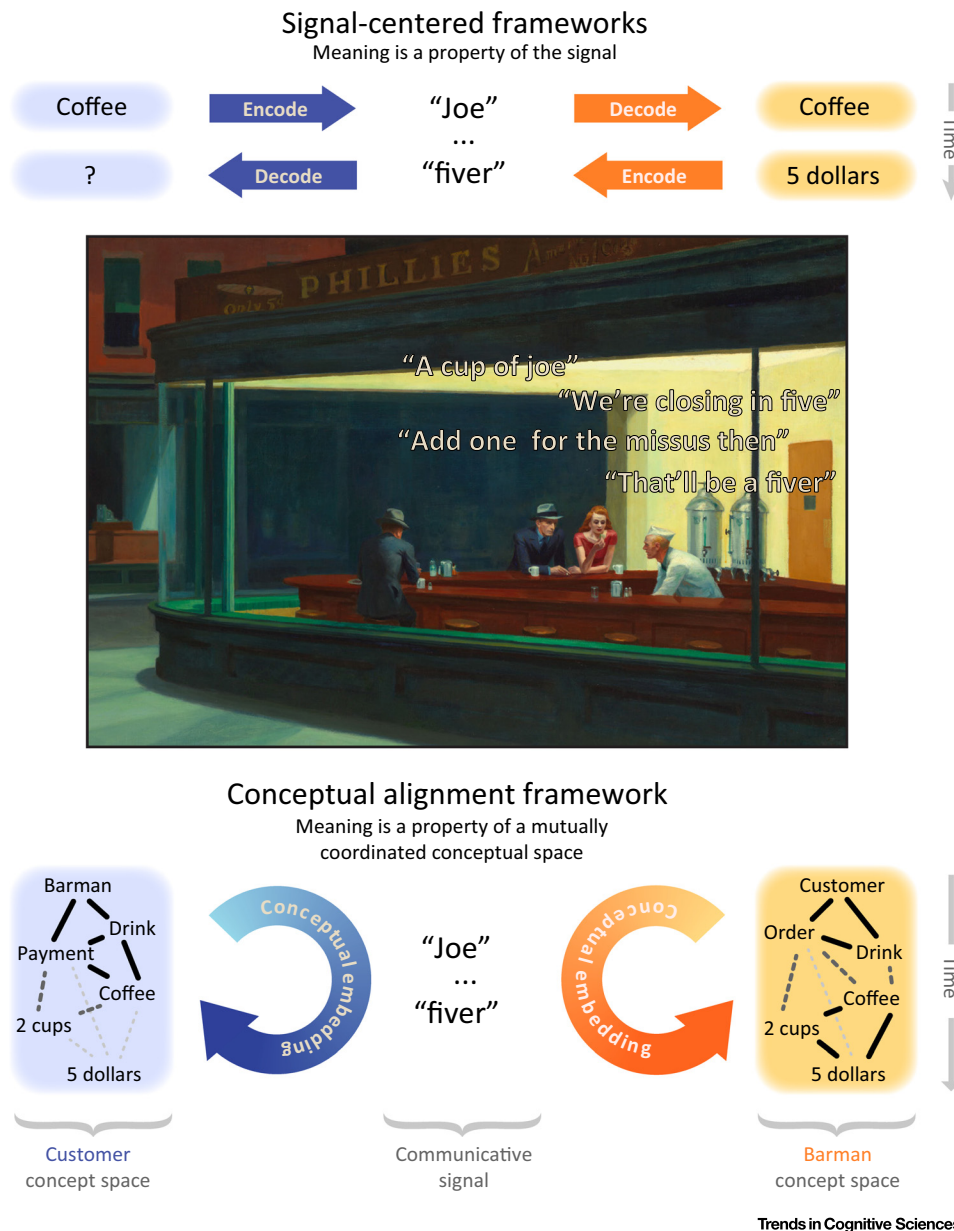 Signal-centered frameworks
Meaning is a property of the signal
Coffee Encode “Joe” Decode Coffee
...
? Decode “fiver” Encode 5 dollars
Time
PHILLIES
“A cup of joe”
“We’re closing in five”
“Add one for the missus then”
“That’ll be a fiver”
Conceptual alignment framework
Meaning is a property of a mutually
coordinated conceptual space
Barman
Drink
Payment
Coffee
2 cups
5 dollars
Conceptual embedding
“Joe”
...
“fiver”
Conceptual embedding
Customer
Order
Drink
Coffee
2 cups
5 dollars
Time
Customer
concept space
Communicative
signal
Barman
concept space
Trends in Cognitive Sciences